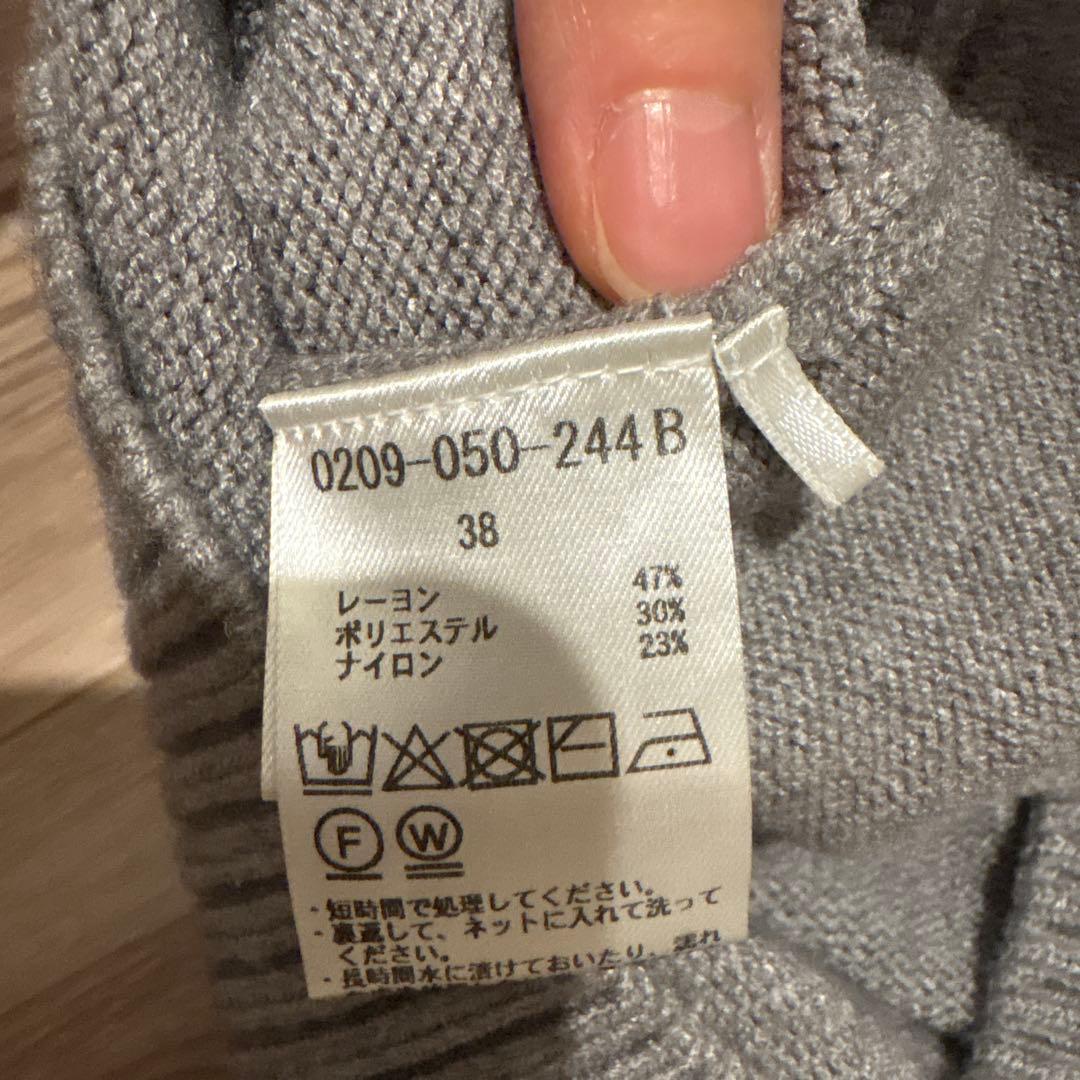 0209-050-244B
38
レーヨン 47%
ポリエステル 30%
ナイロン 23%
F W
・短時間で処理してください。
・裏返して、ネットに入れて洗って
ください。
・長時間水に漬けておいたり、濡れ